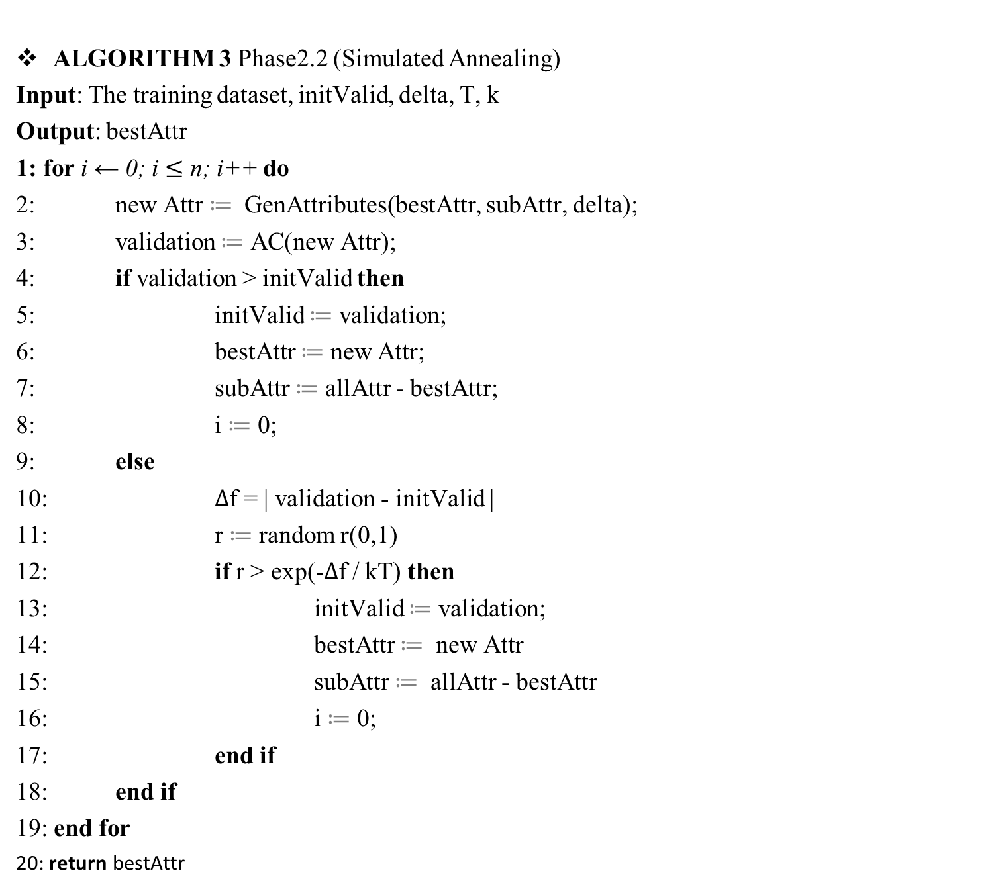 ❖ ALGORITHM 3 Phase2.2 (Simulated Annealing)
Input: The training dataset, initValid, delta, T, k
Output: bestAttr
1: for i ← 0; i ≤ n; i++ do
2: new Attr := GenAttributes(bestAttr, subAttr, delta);
3: validation := AC(new Attr);
4: if validation > initValid then
5: initValid := validation;
6: bestAttr := new Attr;
7: subAttr := allAttr - bestAttr;
8: i := 0;
9: else
10: Δf = | validation - initValid |
11: r := random r(0,1)
12: if r > exp(-Δf / kT) then
13: initValid := validation;
14: bestAttr := new Attr
15: subAttr := allAttr - bestAttr
16: i := 0;
17: end if
18: end if
19: end for
20: return bestAttr